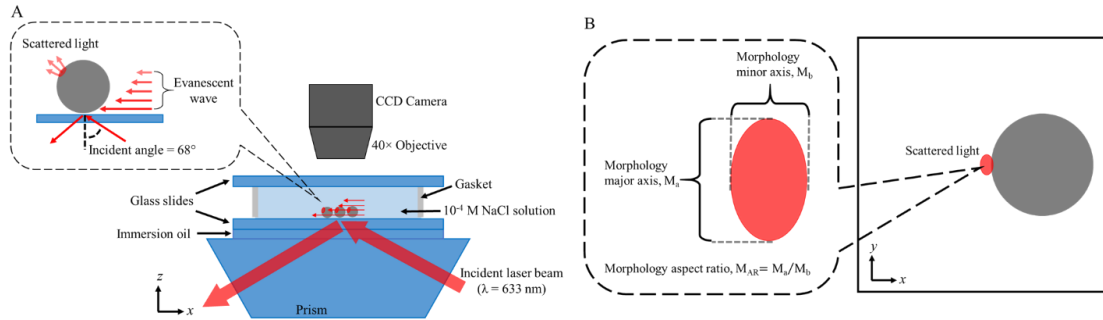 A
Scattered light
Evanescent
wave
Incident angle = 68°
CCD Camera
40× Objective
Glass slides
Gasket
10⁻⁴ M NaCl solution
Immersion oil
Incident laser beam
(λ = 633 nm)
Prism
z
x
B
Morphology
minor axis, Mb
Morphology
major axis, Ma
Morphology aspect ratio, MAR= Ma/Mb
Scattered light
y
x